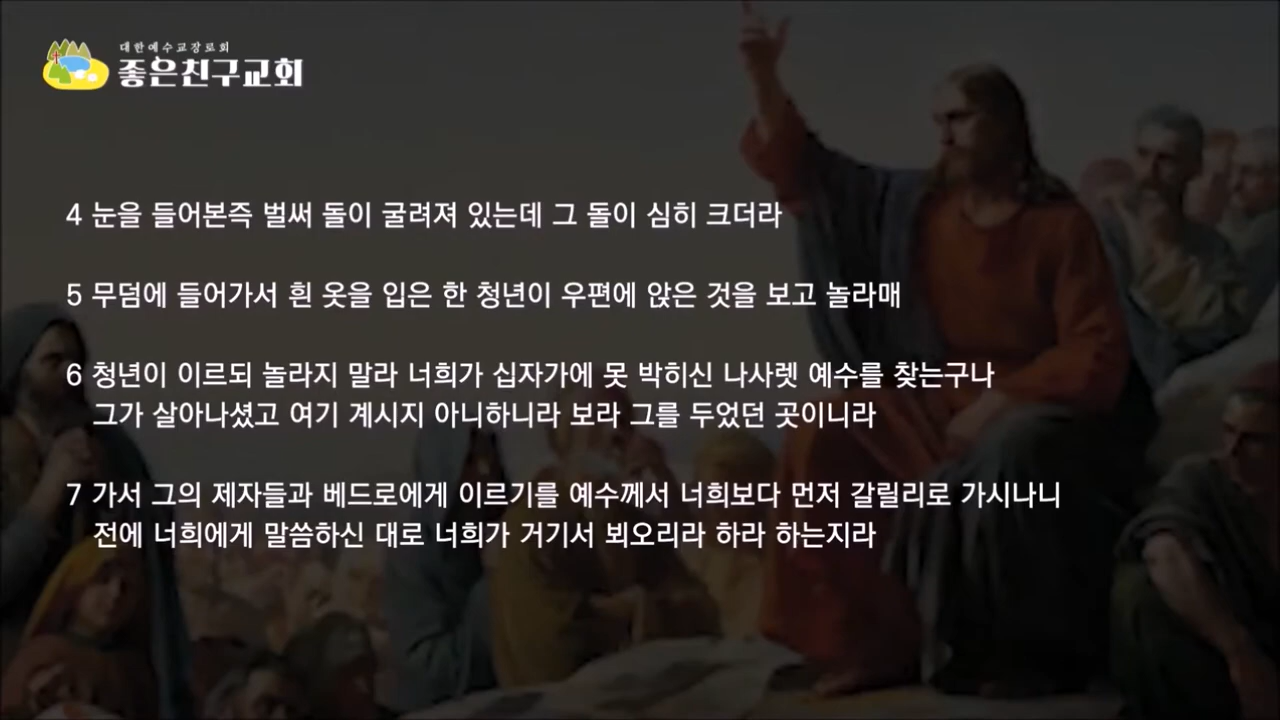 대한예수교장로회
좋은친구교회
4 눈을 들어본즉 벌써 돌이 굴려져 있는데 그 돌이 심히 크더라
5 무덤에 들어가서 흰 옷을 입은 한 청년이 우편에 앉은 것을 보고 놀라매
6 청년이 이르되 놀라지 말라 너희가 십자가에 못 박히신 나사렛 예수를 찾는구나
그가 살아나셨고 여기 계시지 아니하니라 보라 그를 두었던 곳이니라
7 가서 그의 제자들과 베드로에게 이르기를 예수께서 너희보다 먼저 갈릴리로 가시나니
전에 너희에게 말씀하신 대로 너희가 거기서 뵈오리라 하라 하는지라